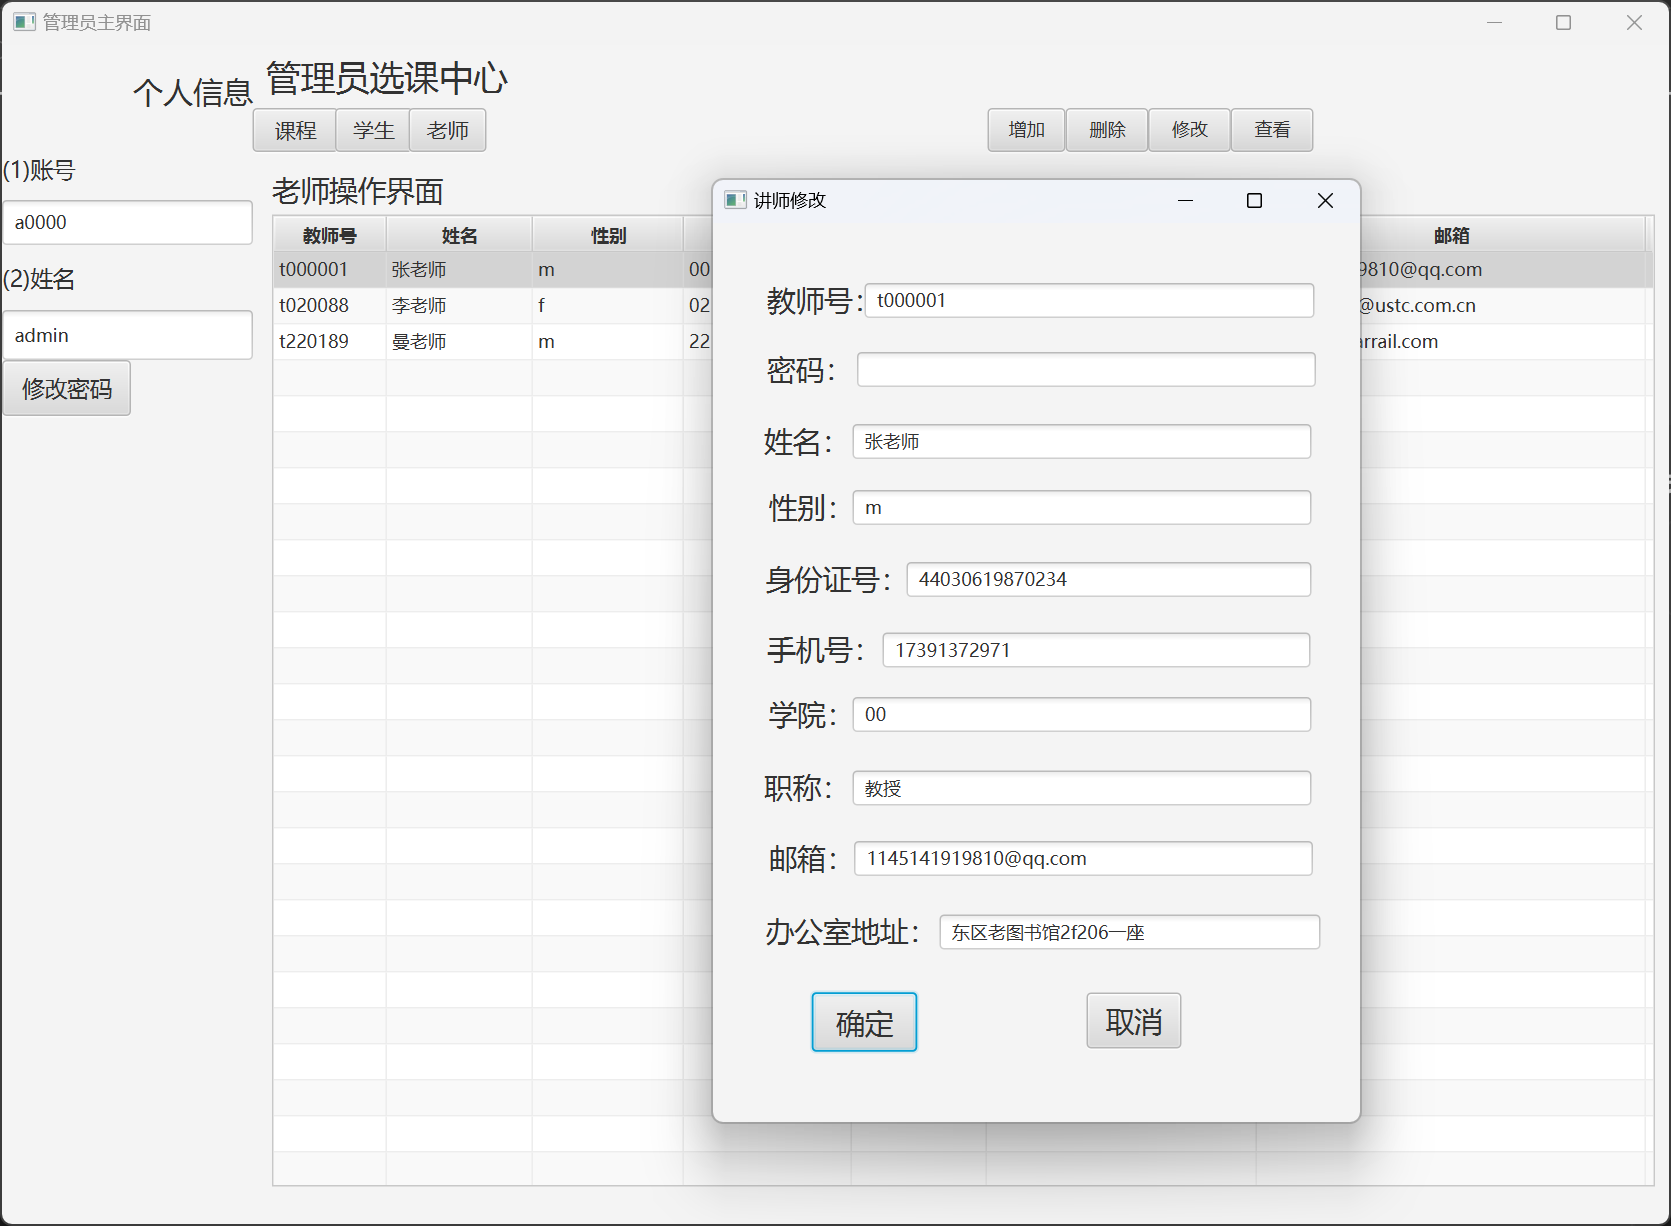 管理员主界面
个人信息
管理员选课中心
课程 学生 老师
增加 删除 修改 查看
(1)账号
a0000
(2)姓名
admin
修改密码
老师操作界面
教师号 姓名 性别 邮箱
t000001 张老师 m 00 9810@qq.com
t020088 李老师 f 02 @ustc.com.cn
t220189 曼老师 m 22 arrail.com
讲师修改
教师号： t000001
密码：
姓名： 张老师
性别： m
身份证号： 44030619870234
手机号： 17391372971
学院： 00
职称： 教授
邮箱： 1145141919810@qq.com
办公室地址： 东区老图书馆2f206一座
确定 取消